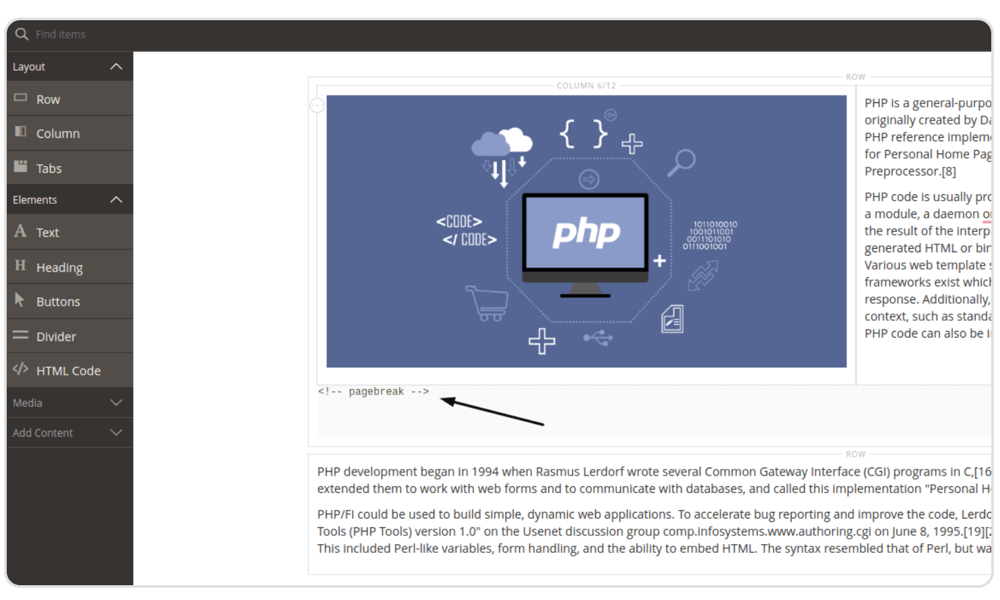 Find items
Layout
Row
Column
Tabs
Elements
Text
Heading
Buttons
Divider
HTML Code
Media
Add Content
ROW
COLUMN 6/12
{ }
<CODE>
</ CODE>
php
1011010010
1001011001
0011101010
0111001001
PHP is a general-purpo
originally created by Da
PHP reference implem
for Personal Home Pag
Preprocessor.[8]
PHP code is usually pro
a module, a daemon or
the result of the interp
generated HTML or bin
Various web template s
frameworks exist which
response. Additionally,
context, such as standa
PHP code can also be i
<!-- pagebreak -->
ROW
PHP development began in 1994 when Rasmus Lerdorf wrote several Common Gateway Interface (CGI) programs in C,[16
extended them to work with web forms and to communicate with databases, and called this implementation "Personal H
PHP/FI could be used to build simple, dynamic web applications. To accelerate bug reporting and improve the code, Lerdo
Tools (PHP Tools) version 1.0" on the Usenet discussion group comp.infosystems.www.authoring.cgi on June 8, 1995.[19][2
This included Perl-like variables, form handling, and the ability to embed HTML. The syntax resembled that of Perl, but wa